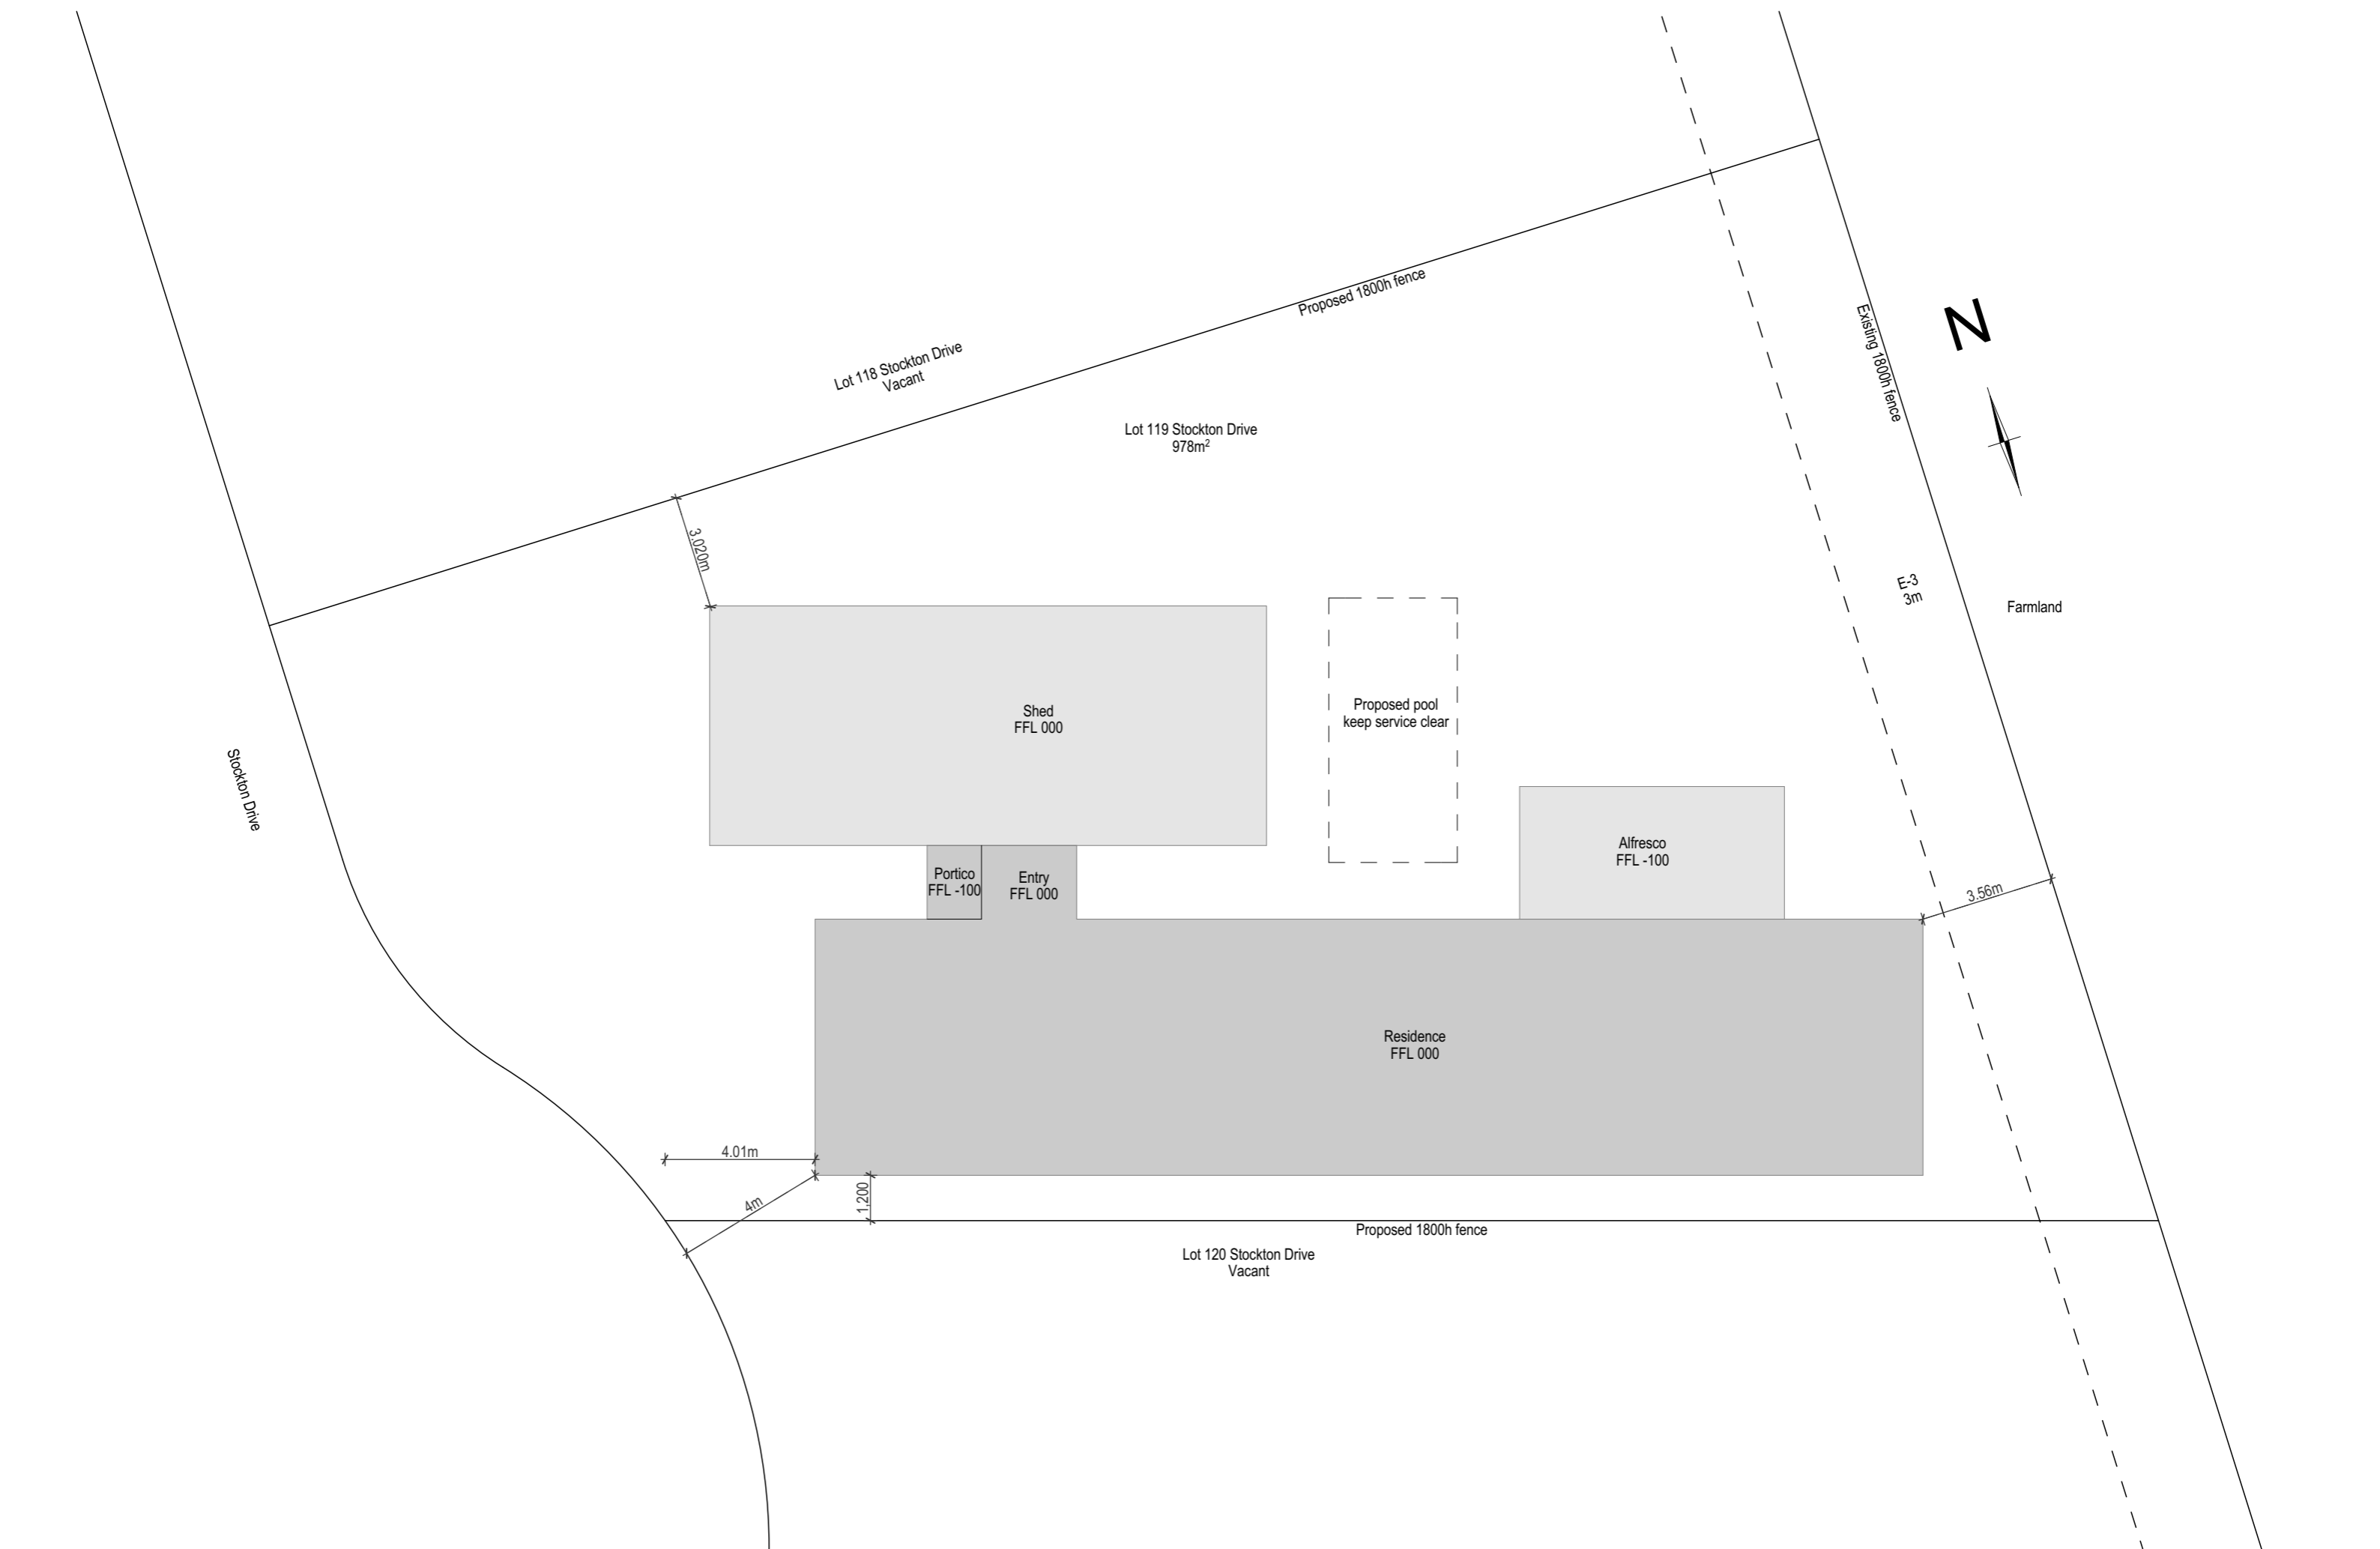 Proposed 1800h fence
N
Existing 1800h fence
Lot 118 Stockton Drive
Vacant
Lot 119 Stockton Drive
978m²
3.020m
E-3
3m
Farmland
Shed
FFL 000
Proposed pool
keep service clear
Stockton Drive
Alfresco
FFL -100
Portico
FFL -100
Entry
FFL 000
3.56m
Residence
FFL 000
4.01m
4m
1,200
Proposed 1800h fence
Lot 120 Stockton Drive
Vacant